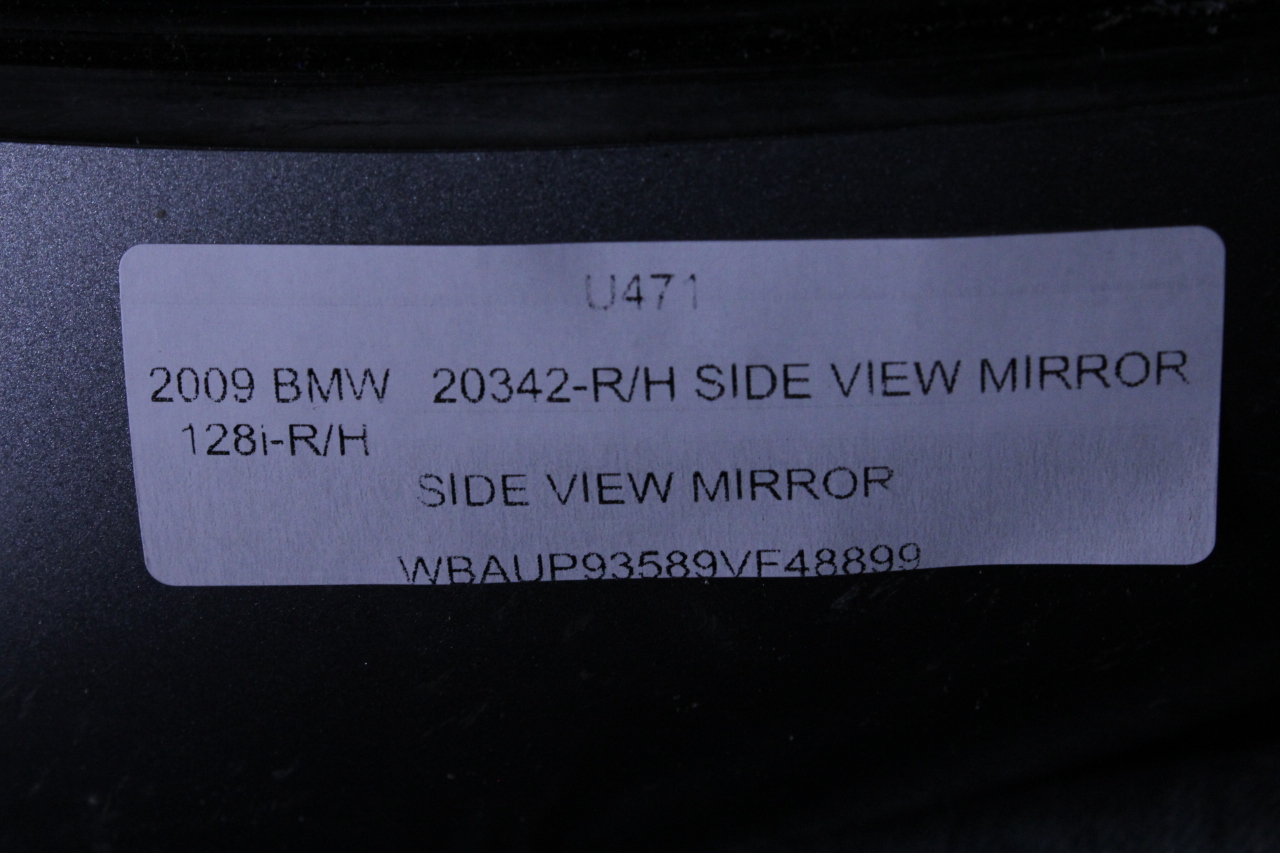 U471
2009 BMW 20342-R/H SIDE VIEW MIRROR
128i-R/H
SIDE VIEW MIRROR
WBAUP93589VF48899